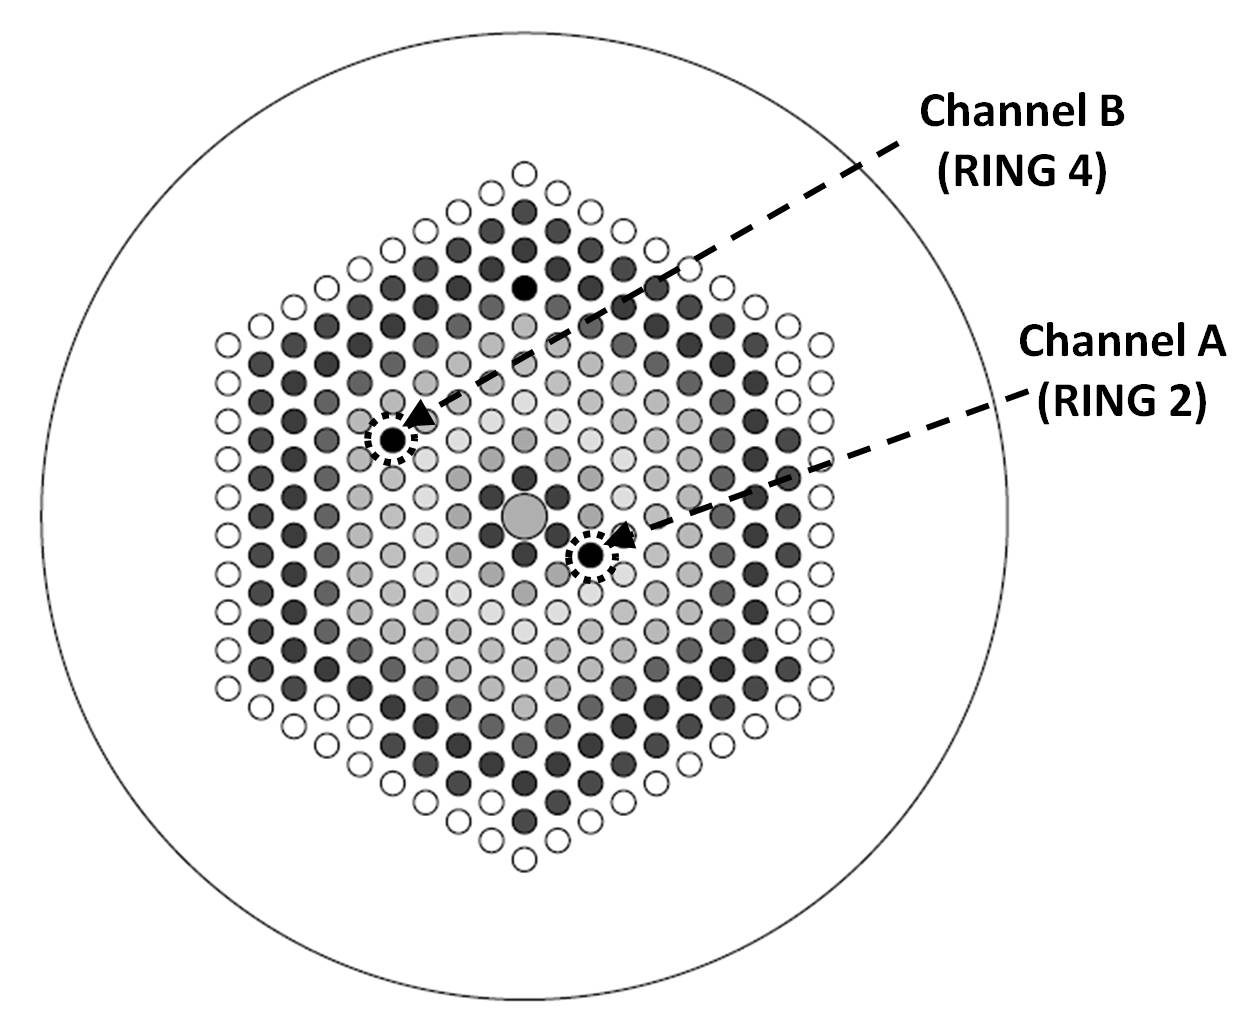 Channel B
(RING 4)
Channel A
(RING 2)